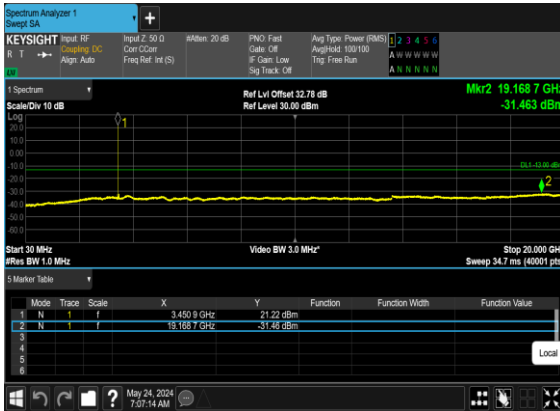 Spectrum Analyzer 1
Swept SA
+
KEYSIGHT Input: RF Input Z: 50 Ω #Atten: 20 dB PNO: Fast Avg Type: Power (RMS) 1 2 3 4 5 6
R T Coupling: DC Corr CCorr Gate: Off Avg|Hold: 100/100 A W W W W W
Align: Auto Freq Ref: Int (S) IF Gain: Low Trig: Free Run
Sig Track: Off A N N N N N
1 Spectrum
Scale/Div 10 dB
Ref Lvl Offset 32.78 dB
Ref Level 30.00 dBm
Mkr2 19.168 7 GHz
-31.463 dBm
Log
20.0
10.0
0.00
-10.0
-20.0
-30.0
-40.0
-50.0
-60.0
1
DL1 -13.00 dBm
2
Start 30 MHz Video BW 3.0 MHz* Stop 20.000 GH
#Res BW 1.0 MHz Sweep 34.7 ms (40001 pts
5 Marker Table
Mode Trace Scale X Y Function Function Width Function Value
1 N 1 f 3.450 9 GHz 21.22 dBm
2 N 1 f 19.168 7 GHz -31.46 dBm
3
4
5
6
Local
? May 24, 2024
7:07:14 AM